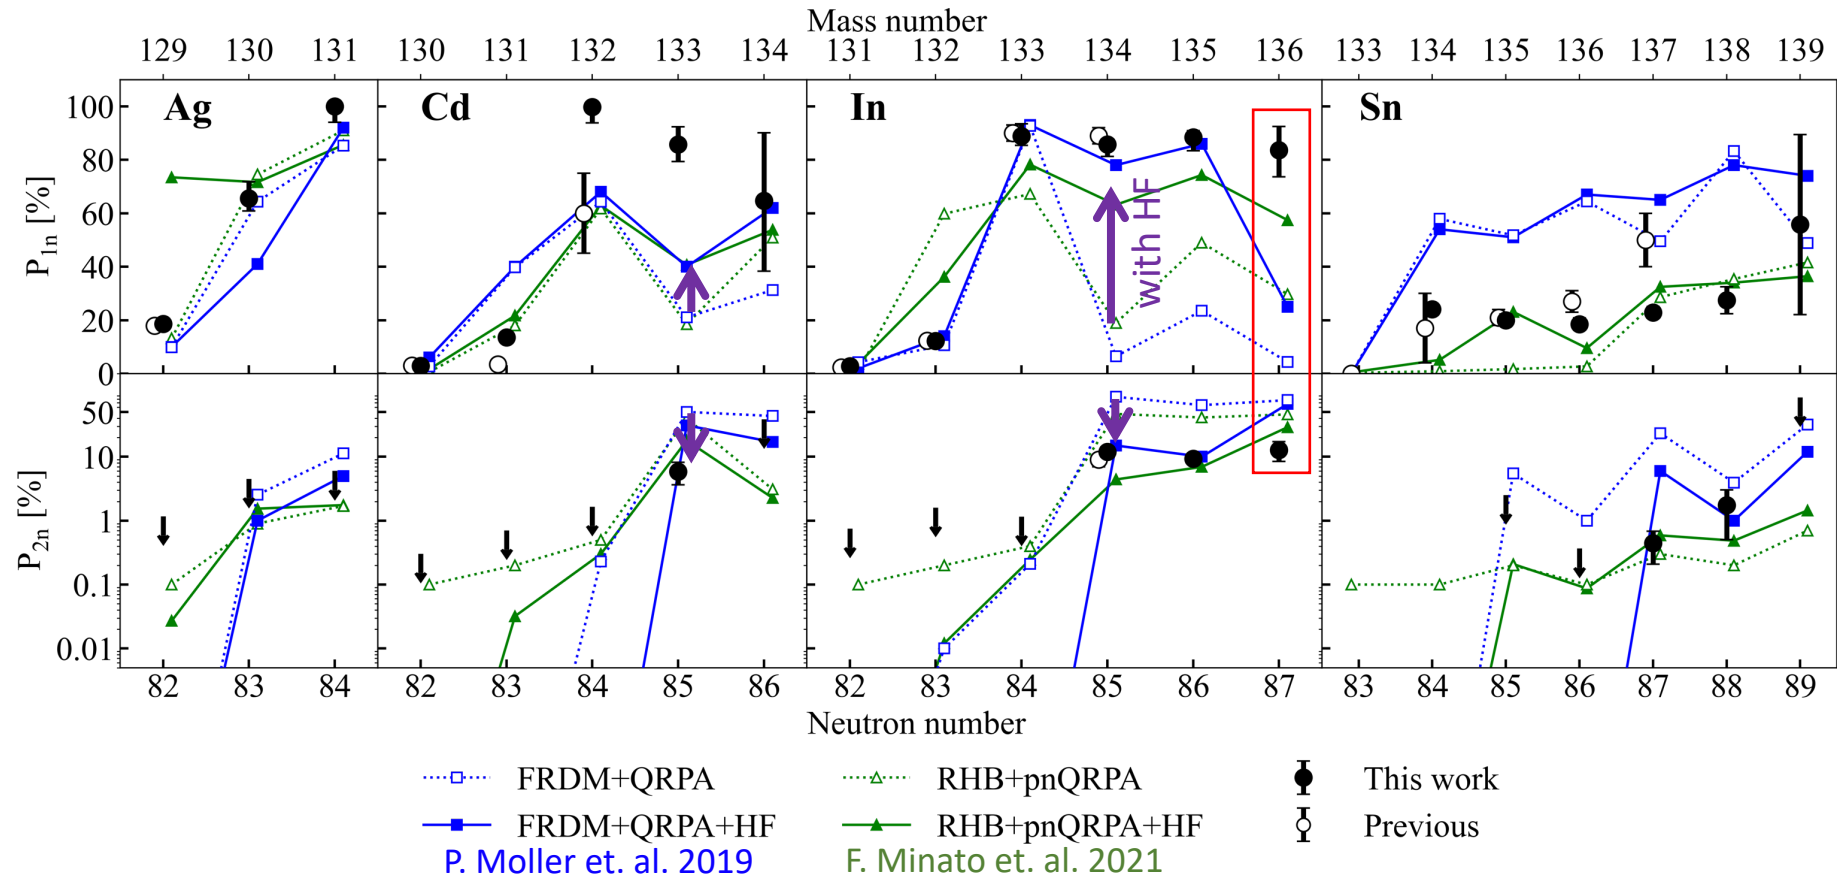 Mass number
129 130 131 130 131 132 133 134 131 132 133 134 135 136 133 134 135 136 137 138 139
Ag Cd In Sn
P1n [%]
100
80
60
40
20
0
with HF
P2n [%]
50
10
1
0.1
0.01
82 83 84 82 83 84 85 86 82 83 84 85 86 87 83 84 85 86 87 88 89
Neutron number
FRDM+QRPA RHB+pnQRPA This work
FRDM+QRPA+HF RHB+pnQRPA+HF Previous
P. Moller et. al. 2019 F. Minato et. al. 2021